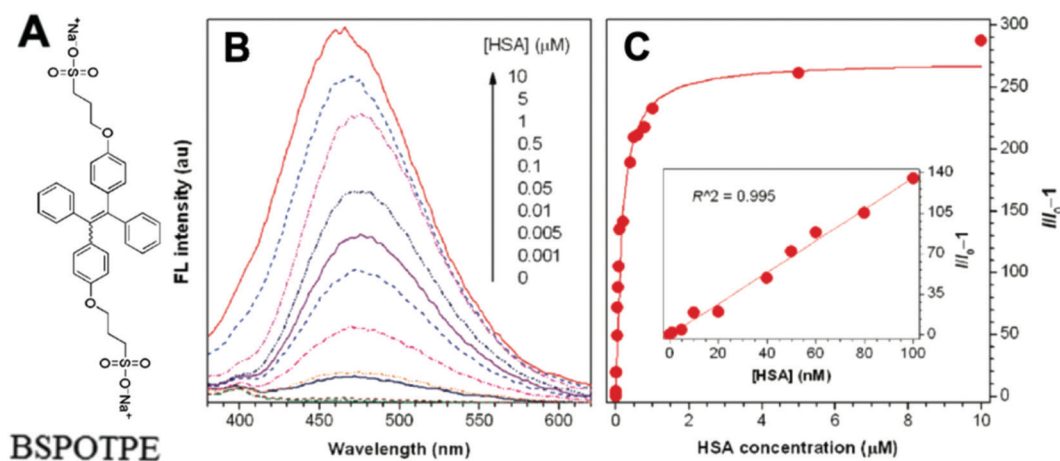 A
Na⁺
⁻O
O
S
O
O
O
O
S
O
O⁻
Na⁺
BSPOTPE
B
FL intensity (au)
[HSA] (μM)
10
5
1
0.5
0.1
0.05
0.01
0.005
0.001
0
400 450 500 550 600
Wavelength (nm)
C
300
250
200
150
100
50
0
I/I₀−1
R^2 = 0.995
140
105
70
35
0
I/I₀−1
0 20 40 60 80 100
[HSA] (nM)
0 2 4 6 8 10
HSA concentration (μM)